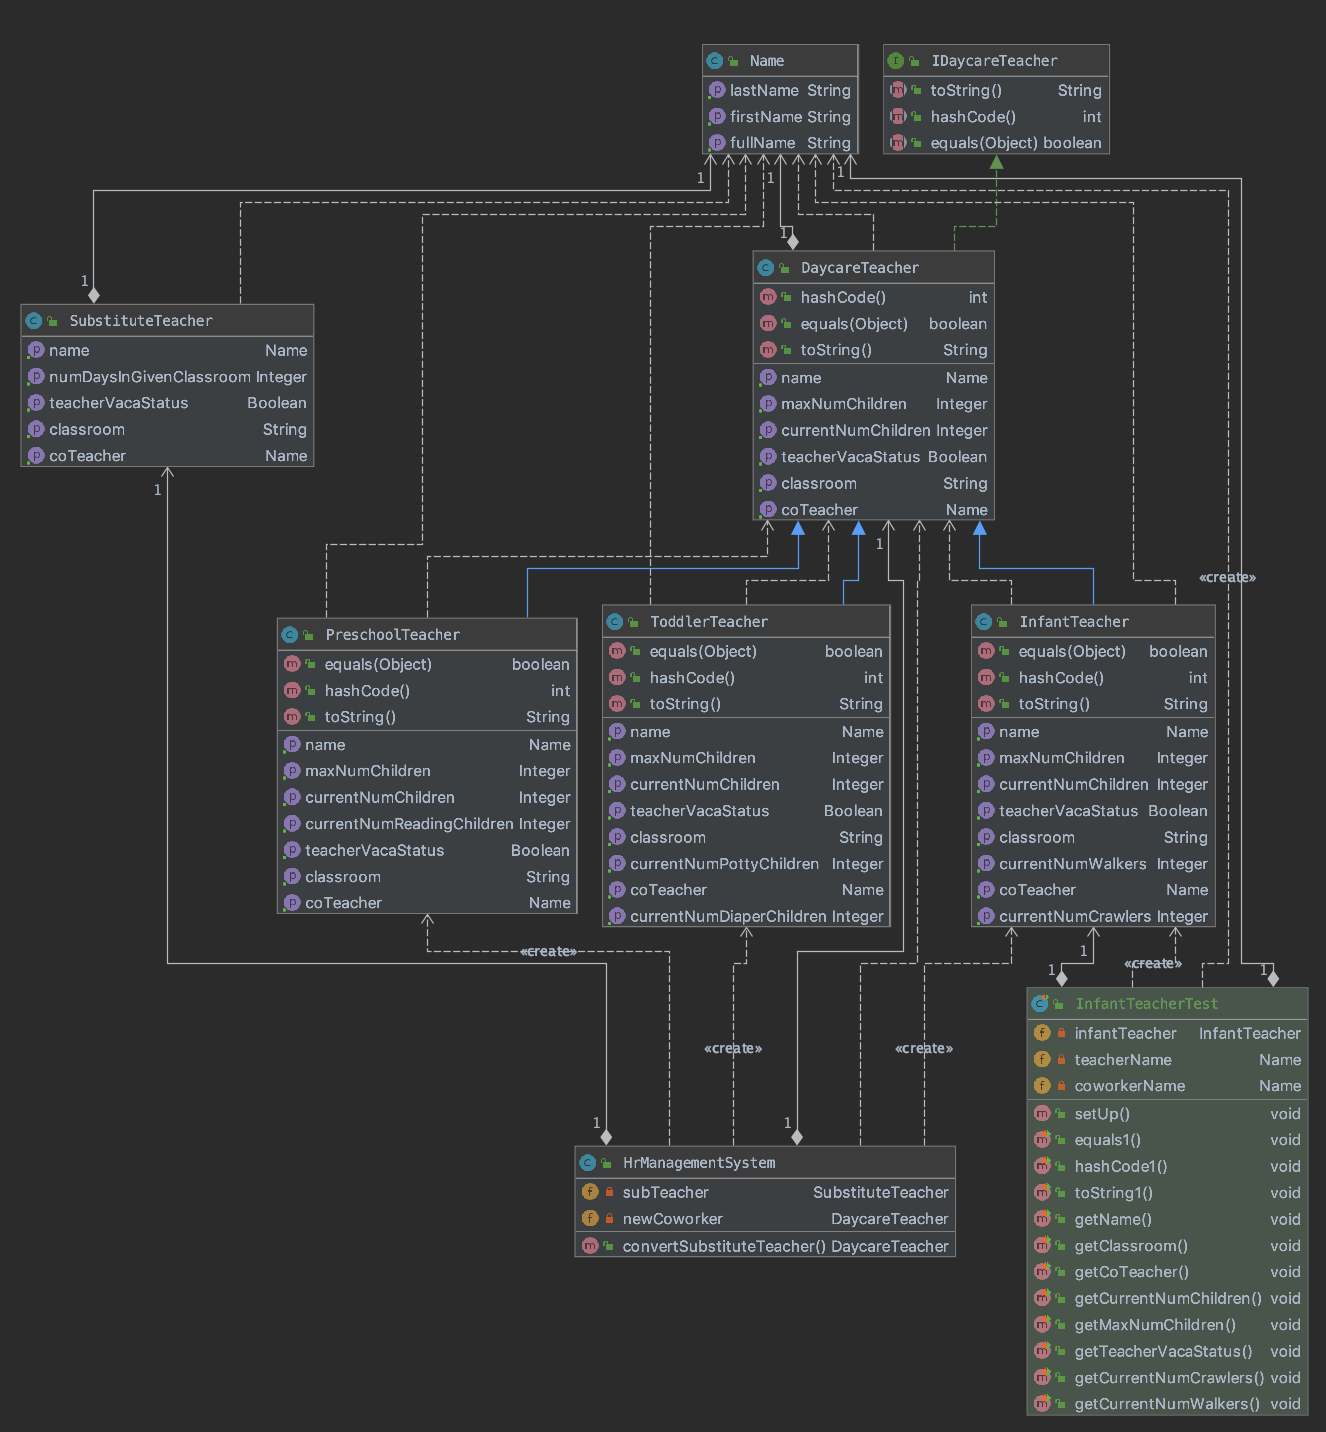 Name
lastName String
firstName String
fullName String
IDaycareTeacher
toString() String
hashCode() int
equals(Object) boolean
1
1
1
1
1
DaycareTeacher
hashCode() int
equals(Object) boolean
toString() String
name Name
maxNumChildren Integer
currentNumChildren Integer
teacherVacaStatus Boolean
classroom String
coTeacher Name
SubstituteTeacher
name Name
numDaysInGivenClassroom Integer
teacherVacaStatus Boolean
classroom String
coTeacher Name
1
1
«create»
PreschoolTeacher
equals(Object) boolean
hashCode() int
toString() String
name Name
maxNumChildren Integer
currentNumChildren Integer
currentNumReadingChildren Integer
teacherVacaStatus Boolean
classroom String
coTeacher Name
ToddlerTeacher
equals(Object) boolean
hashCode() int
toString() String
name Name
maxNumChildren Integer
currentNumChildren Integer
teacherVacaStatus Boolean
classroom String
currentNumPottyChildren Integer
coTeacher Name
currentNumDiaperChildren Integer
InfantTeacher
equals(Object) boolean
hashCode() int
toString() String
name Name
maxNumChildren Integer
currentNumChildren Integer
teacherVacaStatus Boolean
classroom String
currentNumWalkers Integer
coTeacher Name
currentNumCrawlers Integer
«create»
1
1
«create»
1
«create»
«create»
1
1
HrManagementSystem
subTeacher SubstituteTeacher
newCoworker DaycareTeacher
convertSubstituteTeacher() DaycareTeacher
InfantTeacherTest
infantTeacher InfantTeacher
teacherName Name
coworkerName Name
setUp() void
equals1() void
hashCode1() void
toString1() void
getName() void
getClassroom() void
getCoTeacher() void
getCurrentNumChildren() void
getMaxNumChildren() void
getTeacherVacaStatus() void
getCurrentNumCrawlers() void
getCurrentNumWalkers() void